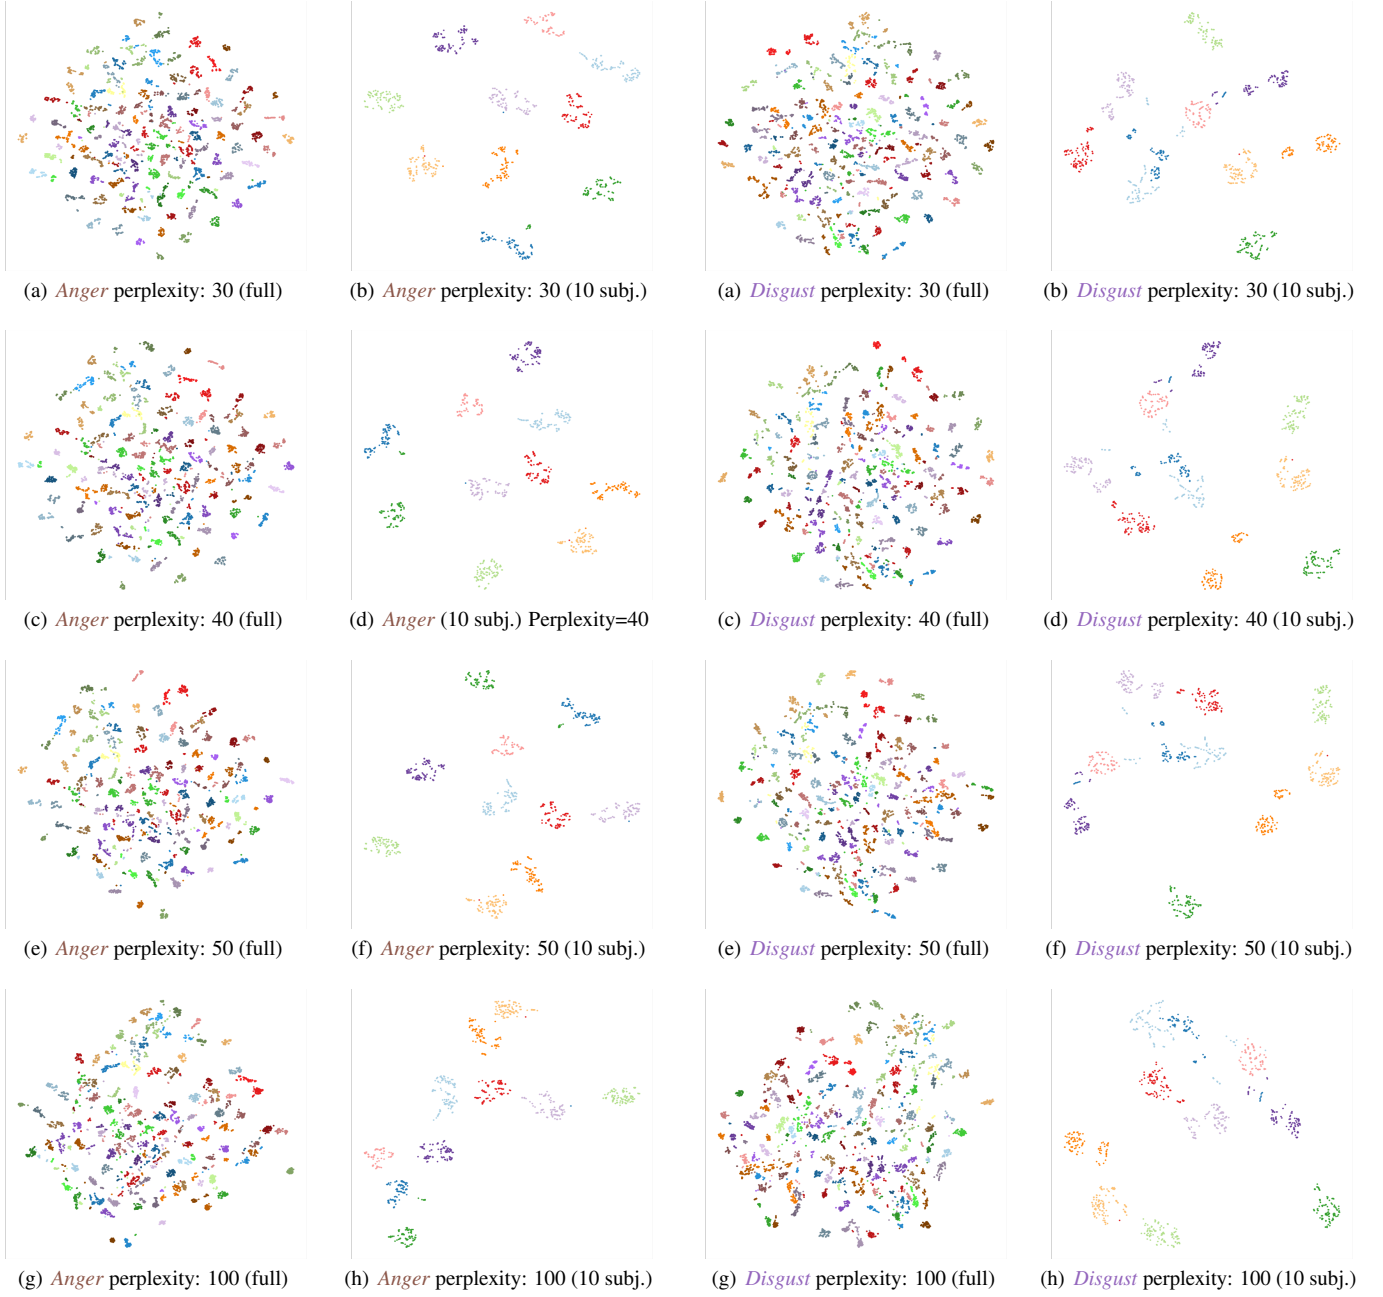 (a) Anger perplexity: 30 (full)
(b) Anger perplexity: 30 (10 subj.)
(a) Disgust perplexity: 30 (full)
(b) Disgust perplexity: 30 (10 subj.)
(c) Anger perplexity: 40 (full)
(d) Anger (10 subj.) Perplexity=40
(c) Disgust perplexity: 40 (full)
(d) Disgust perplexity: 40 (10 subj.)
(e) Anger perplexity: 50 (full)
(f) Anger perplexity: 50 (10 subj.)
(e) Disgust perplexity: 50 (full)
(f) Disgust perplexity: 50 (10 subj.)
(g) Anger perplexity: 100 (full)
(h) Anger perplexity: 100 (10 subj.)
(g) Disgust perplexity: 100 (full)
(h) Disgust perplexity: 100 (10 subj.)